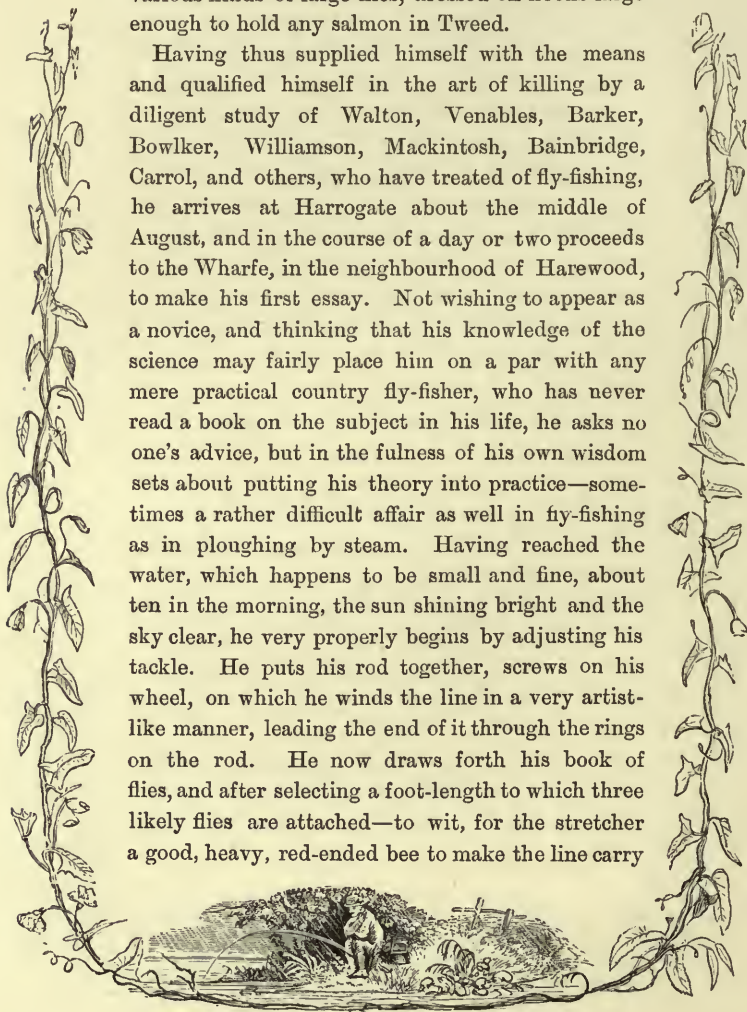 enough to hold any salmon in Tweed.
Having thus supplied himself with the means
and qualified himself in the art of killing by a
diligent study of Walton, Venables, Barker,
Bowlker, Williamson, Mackintosh, Bainbridge,
Carrol, and others, who have treated of fly-fishing,
he arrives at Harrogate about the middle of
August, and in the course of a day or two proceeds
to the Wharfe, in the neighbourhood of Harewood,
to make his first essay. Not wishing to appear as
a novice, and thinking that his knowledge of the
science may fairly place him on a par with any
mere practical country fly-fisher, who has never
read a book on the subject in his life, he asks no
one's advice, but in the fulness of his own wisdom
sets about putting his theory into practice—some-
times a rather difficult affair as well in fly-fishing
as in ploughing by steam. Having reached the
water, which happens to be small and fine, about
ten in the morning, the sun shining bright and the
sky clear, he very properly begins by adjusting his
tackle. He puts his rod together, screws on his
wheel, on which he winds the line in a very artist-
like manner, leading the end of it through the rings
on the rod. He now draws forth his book of
flies, and after selecting a foot-length to which three
likely flies are attached—to wit, for the stretcher
a good, heavy, red-ended bee to make the line carry